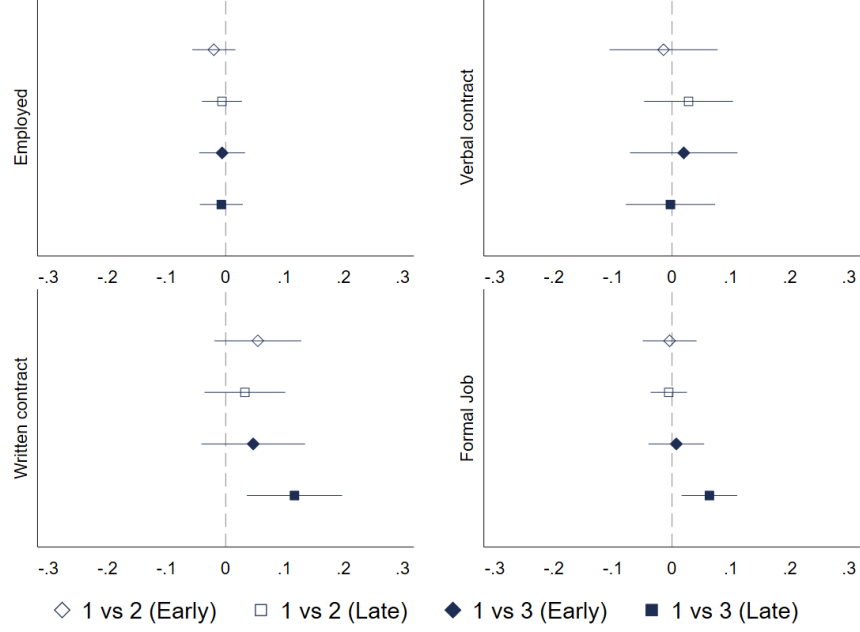 Employed
-.3 -.2 -.1 0 .1 .2 .3
Verbal contract
-.3 -.2 -.1 0 .1 .2 .3
Written contract
-.3 -.2 -.1 0 .1 .2 .3
Formal Job
-.3 -.2 -.1 0 .1 .2 .3
1 vs 2 (Early) 1 vs 2 (Late) 1 vs 3 (Early) 1 vs 3 (Late)